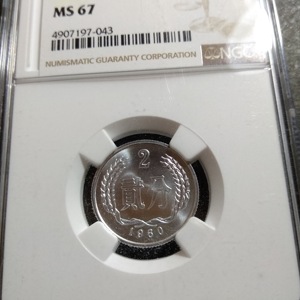 MS 67
4907197-043
NUMISMATIC GUARANTY CORPORATION
NGC
2
贰分
1980